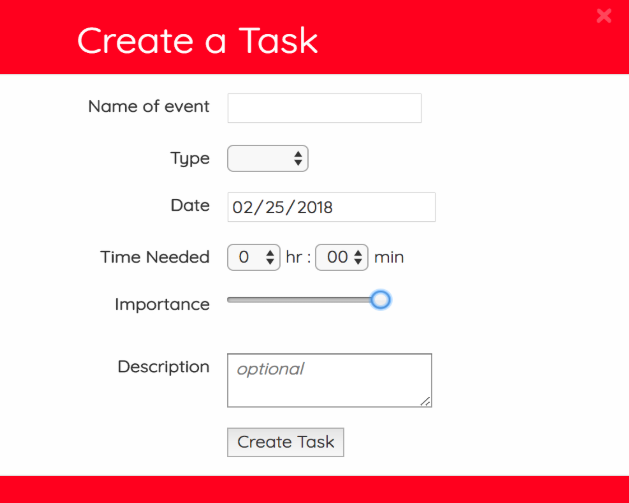 Create a Task
Name of event
Type
Date 02/25/2018
Time Needed 0 hr : 00 min
Importance
Description optional
Create Task